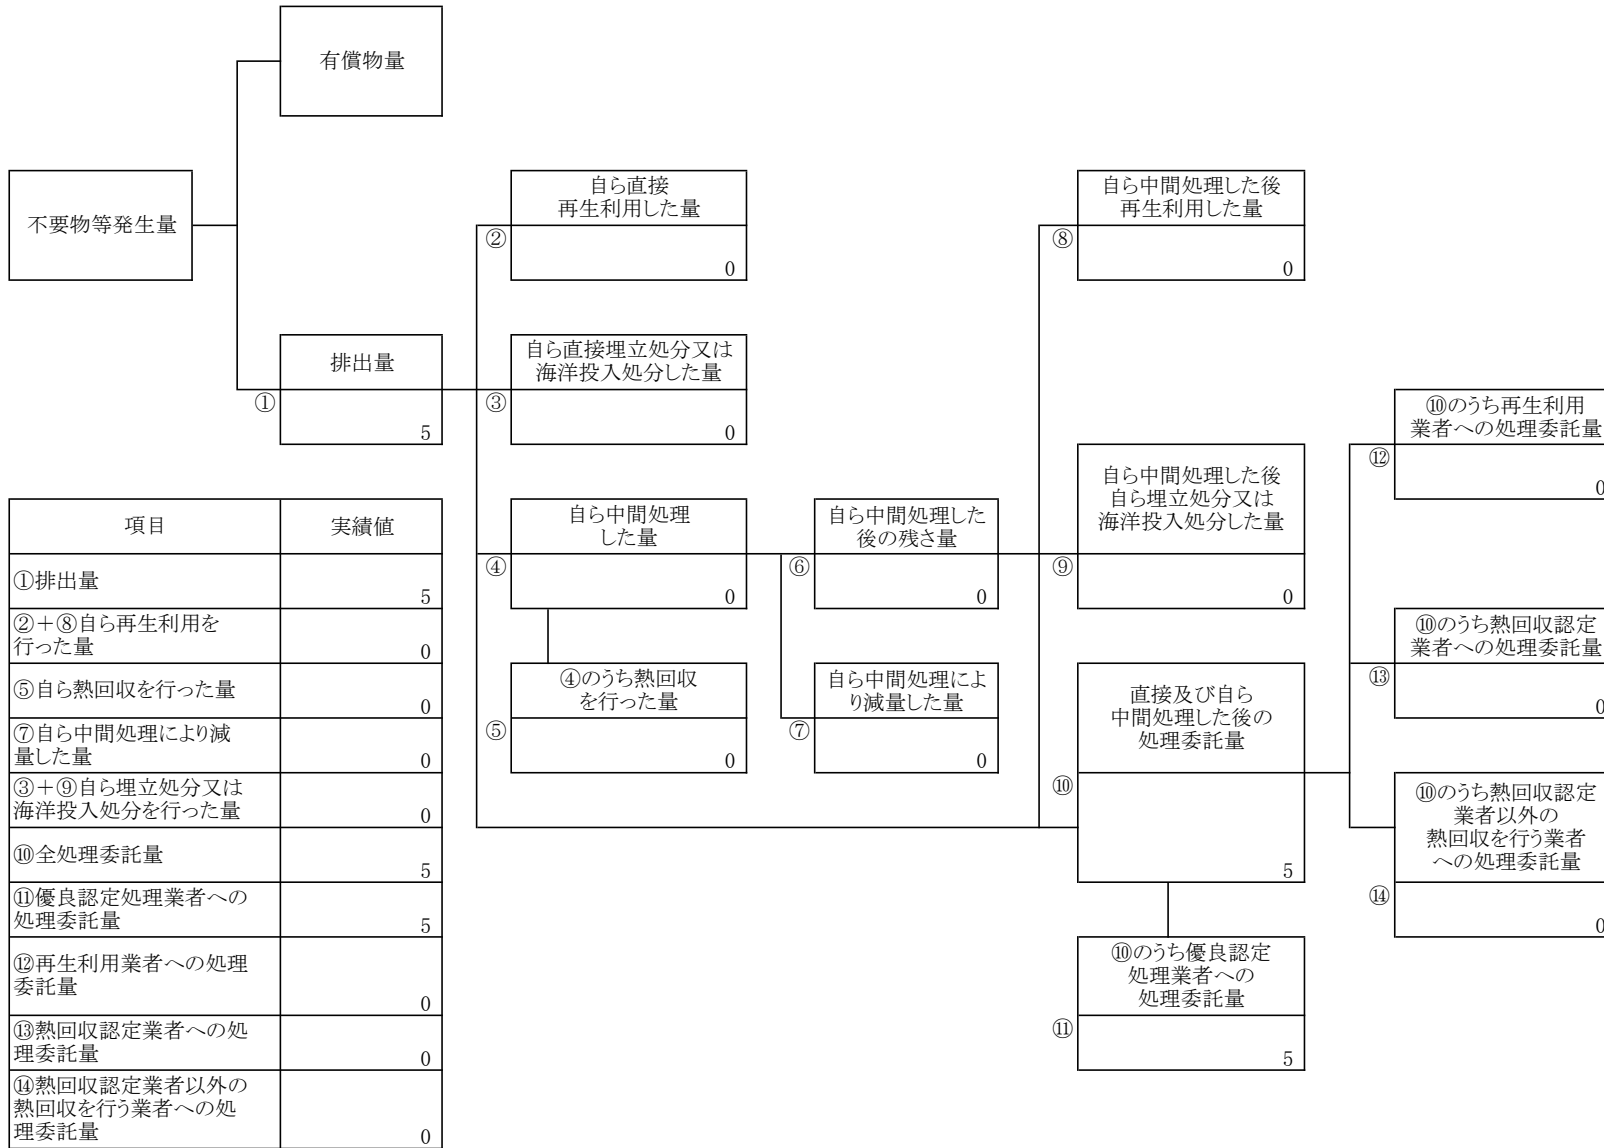 有償物量
不要物等発生量
自ら直接
再生利用した量
②
0
自ら中間処理した後
再生利用した量
⑧
0
排出量
①
5
自ら直接埋立処分又は
海洋投入処分した量
③
0
⑩のうち再生利用
業者への処理委託量
⑫
0
自ら中間処理
した量
④
0
自ら中間処理した
後の残さ量
⑥
0
自ら中間処理した後
自ら埋立処分又は
海洋投入処分した量
⑨
0
⑩のうち熱回収認定
業者への処理委託量
⑬
0
④のうち熱回収
を行った量
⑤
0
自ら中間処理によ
り減量した量
⑦
0
直接及び自ら
中間処理した後の
処理委託量
⑩
5
⑩のうち熱回収認定
業者以外の
熱回収を行う業者
への処理委託量
⑭
0
⑩のうち優良認定
処理業者への
処理委託量
⑪
5
項目 実績値
①排出量
5
②+⑧自ら再生利用を
行った量
0
⑤自ら熱回収を行った量
0
⑦自ら中間処理により減
量した量
0
③+⑨自ら埋立処分又は
海洋投入処分を行った量
0
⑩全処理委託量
5
⑪優良認定処理業者への
処理委託量
5
⑫再生利用業者への処理
委託量
0
⑬熱回収認定業者への処
理委託量
0
⑭熱回収認定業者以外の
熱回収を行う業者への処
理委託量
0